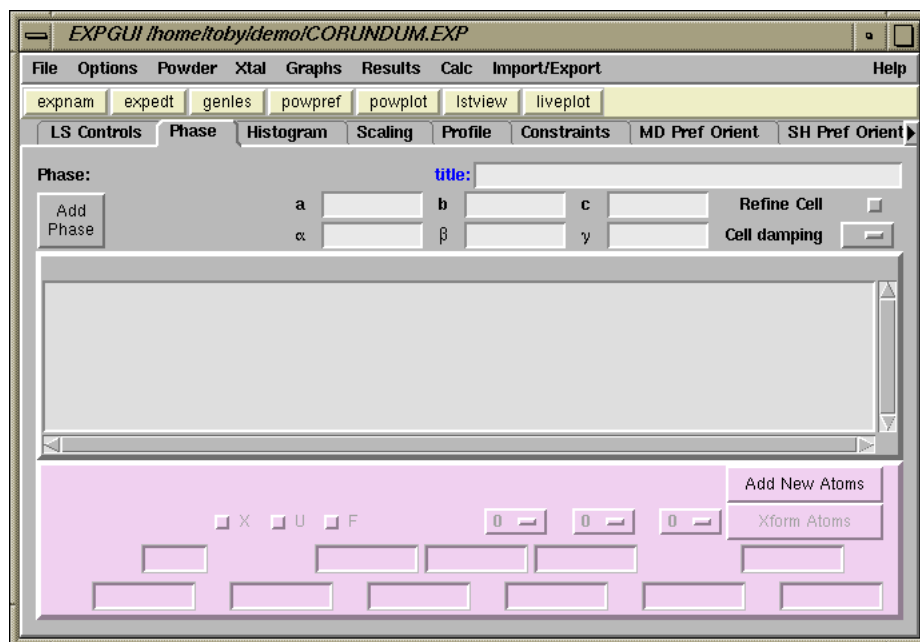 EXPGUI /home/toby/demo/CORUNDUM.EXP
File Options Powder Xtal Graphs Results Calc Import/Export Help
expnam expedt genles powpref powplot lstview liveplot
LS Controls Phase Histogram Scaling Profile Constraints MD Pref Orient SH Pref Orient
Phase: title:
Add Phase
a b c Refine Cell
α β γ Cell damping
Add New Atoms
X U F 0 0 0 Xform Atoms